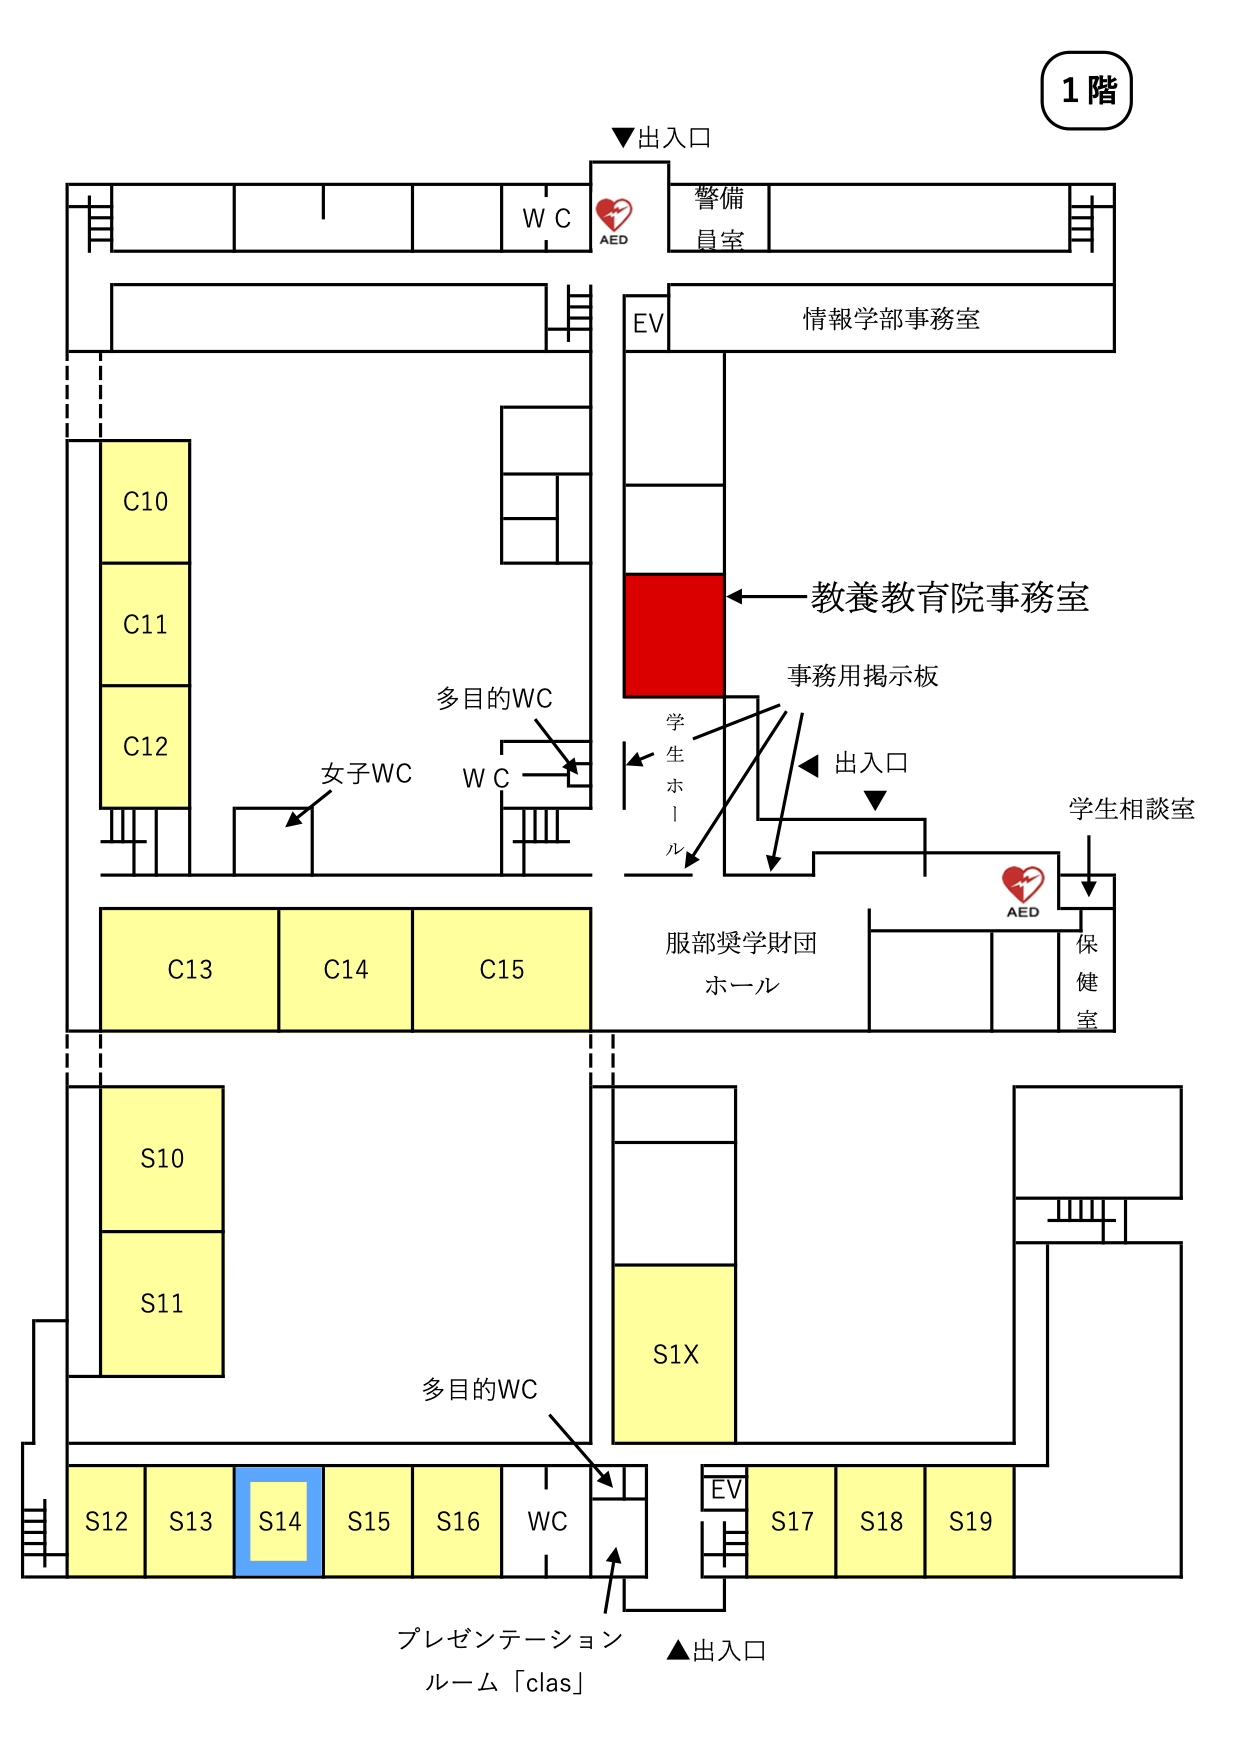 1階
▼出入口
WC
AED
警備
員室
EV
情報学部事務室
C10
教養教育院事務室
C11
事務用掲示板
多目的WC
学生ホール
C12
女子WC
WC
◀ 出入口
▼
学生相談室
AED
C13
C14
C15
服部奨学財団
ホール
保健室
S10
S11
S1X
多目的WC
EV
S12
S13
S14
S15
S16
WC
S17
S18
S19
プレゼンテーション
ルーム「clas」
▲出入口